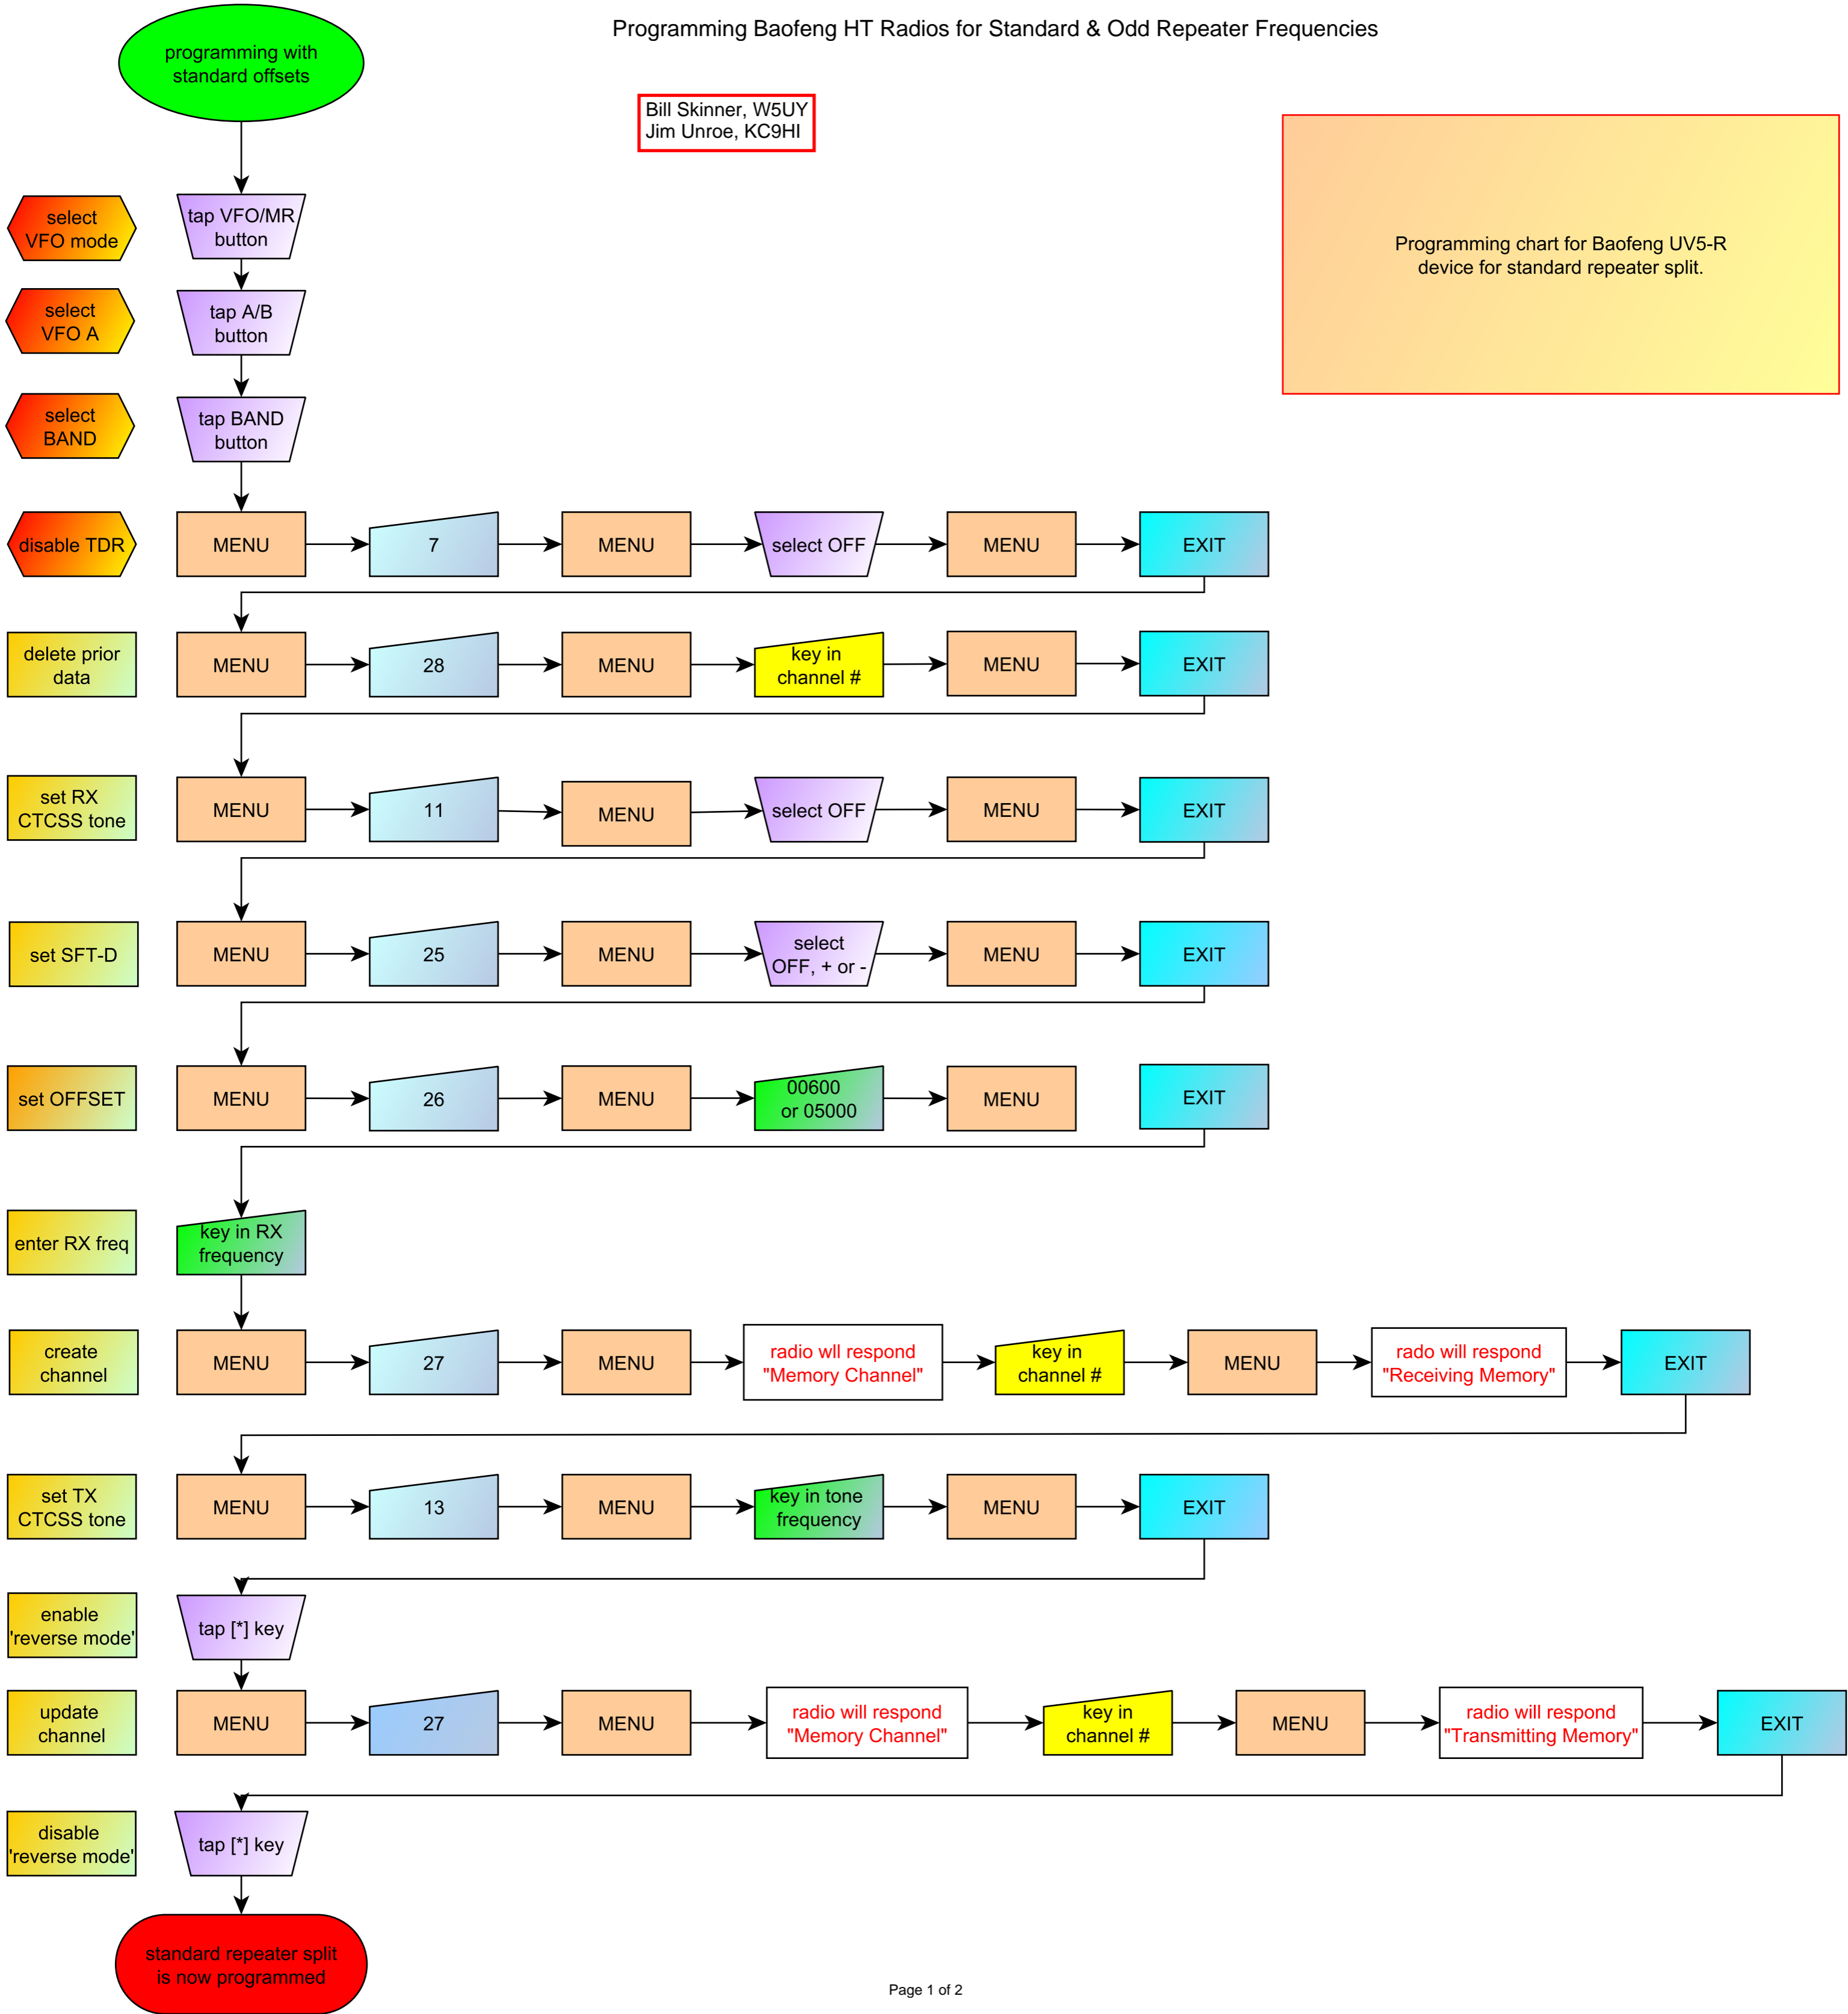 Programming Baofeng HT Radios for Standard & Odd Repeater Frequencies
programming with
standard offsets
Bill Skinner, W5UY
Jim Unroe, KC9HI
Programming chart for Baofeng UV5-R
device for standard repeater split.
select
VFO mode
tap VFO/MR
button
select
VFO A
tap A/B
button
select
BAND
tap BAND
button
disable TDR
MENU
7
MENU
select OFF
MENU
EXIT
delete prior
data
MENU
28
MENU
key in
channel #
MENU
EXIT
set RX
CTCSS tone
MENU
11
MENU
select OFF
MENU
EXIT
set SFT-D
MENU
25
MENU
select
OFF, + or -
MENU
EXIT
set OFFSET
MENU
26
MENU
00600
or 05000
MENU
EXIT
enter RX freq
key in RX
frequency
create
channel
MENU
27
MENU
radio wll respond
"Memory Channel"
key in
channel #
MENU
rado will respond
"Receiving Memory"
EXIT
set TX
CTCSS tone
MENU
13
MENU
key in tone
frequency
MENU
EXIT
enable
'reverse mode'
tap [*] key
update
channel
MENU
27
MENU
radio will respond
"Memory Channel"
key in
channel #
MENU
radio will respond
"Transmitting Memory"
EXIT
disable
'reverse mode'
tap [*] key
standard repeater split
is now programmed
Page 1 of 2